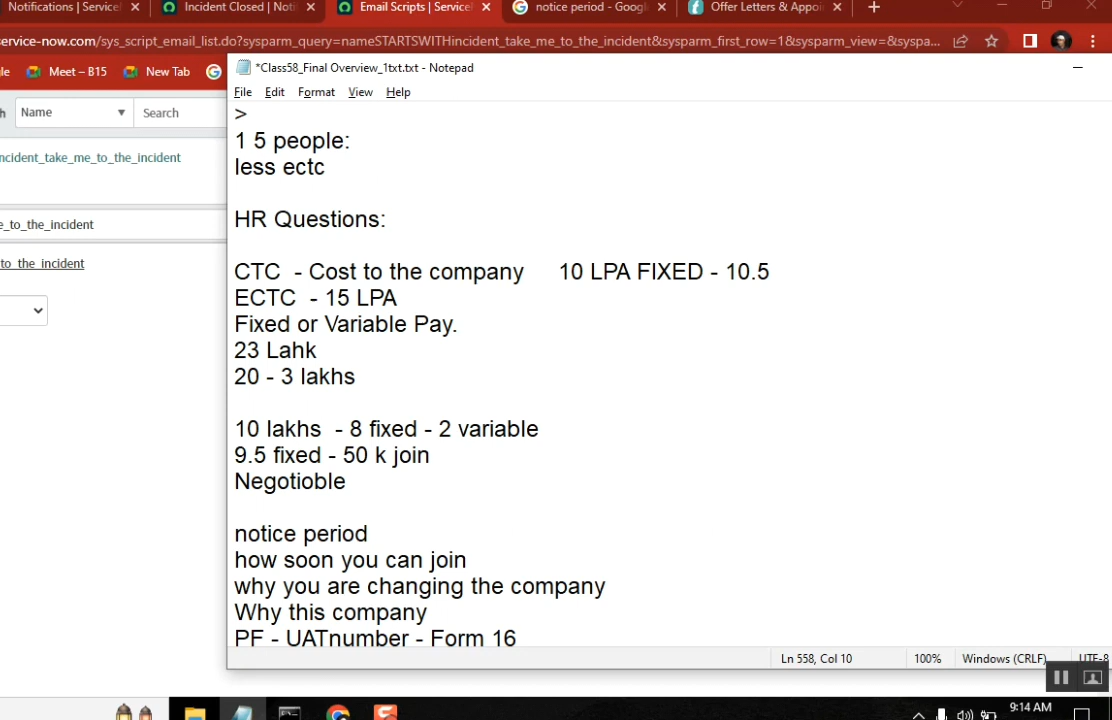 Notifications | Service!
Incident Closed | Noti
Email Scripts | Service!
notice period - Googl
Offer Letters & Appoi
ervice-now.com/sys_script_email_list.do?sysparm_query=nameSTARTSWITHincident_take_me_to_the_incident&sysparm_first_row=1&sysparm_view=&syspa...
gle
Meet – B15
New Tab
*Class58_Final Overview_1txt.txt - Notepad
File Edit Format View Help
h Name Search
ncident_take_me_to_the_incident
e_to_the_incident
to_the_incident
>
1 5 people:
less ectc
HR Questions:
CTC - Cost to the company 10 LPA FIXED - 10.5
ECTC - 15 LPA
Fixed or Variable Pay.
23 Lahk
20 - 3 lakhs
10 lakhs - 8 fixed - 2 variable
9.5 fixed - 50 k join
Negotioble
notice period
how soon you can join
why you are changing the company
Why this company
PF - UATnumber - Form 16
Ln 558, Col 10 100% Windows (CRLF) UTF-8
9:14 AM